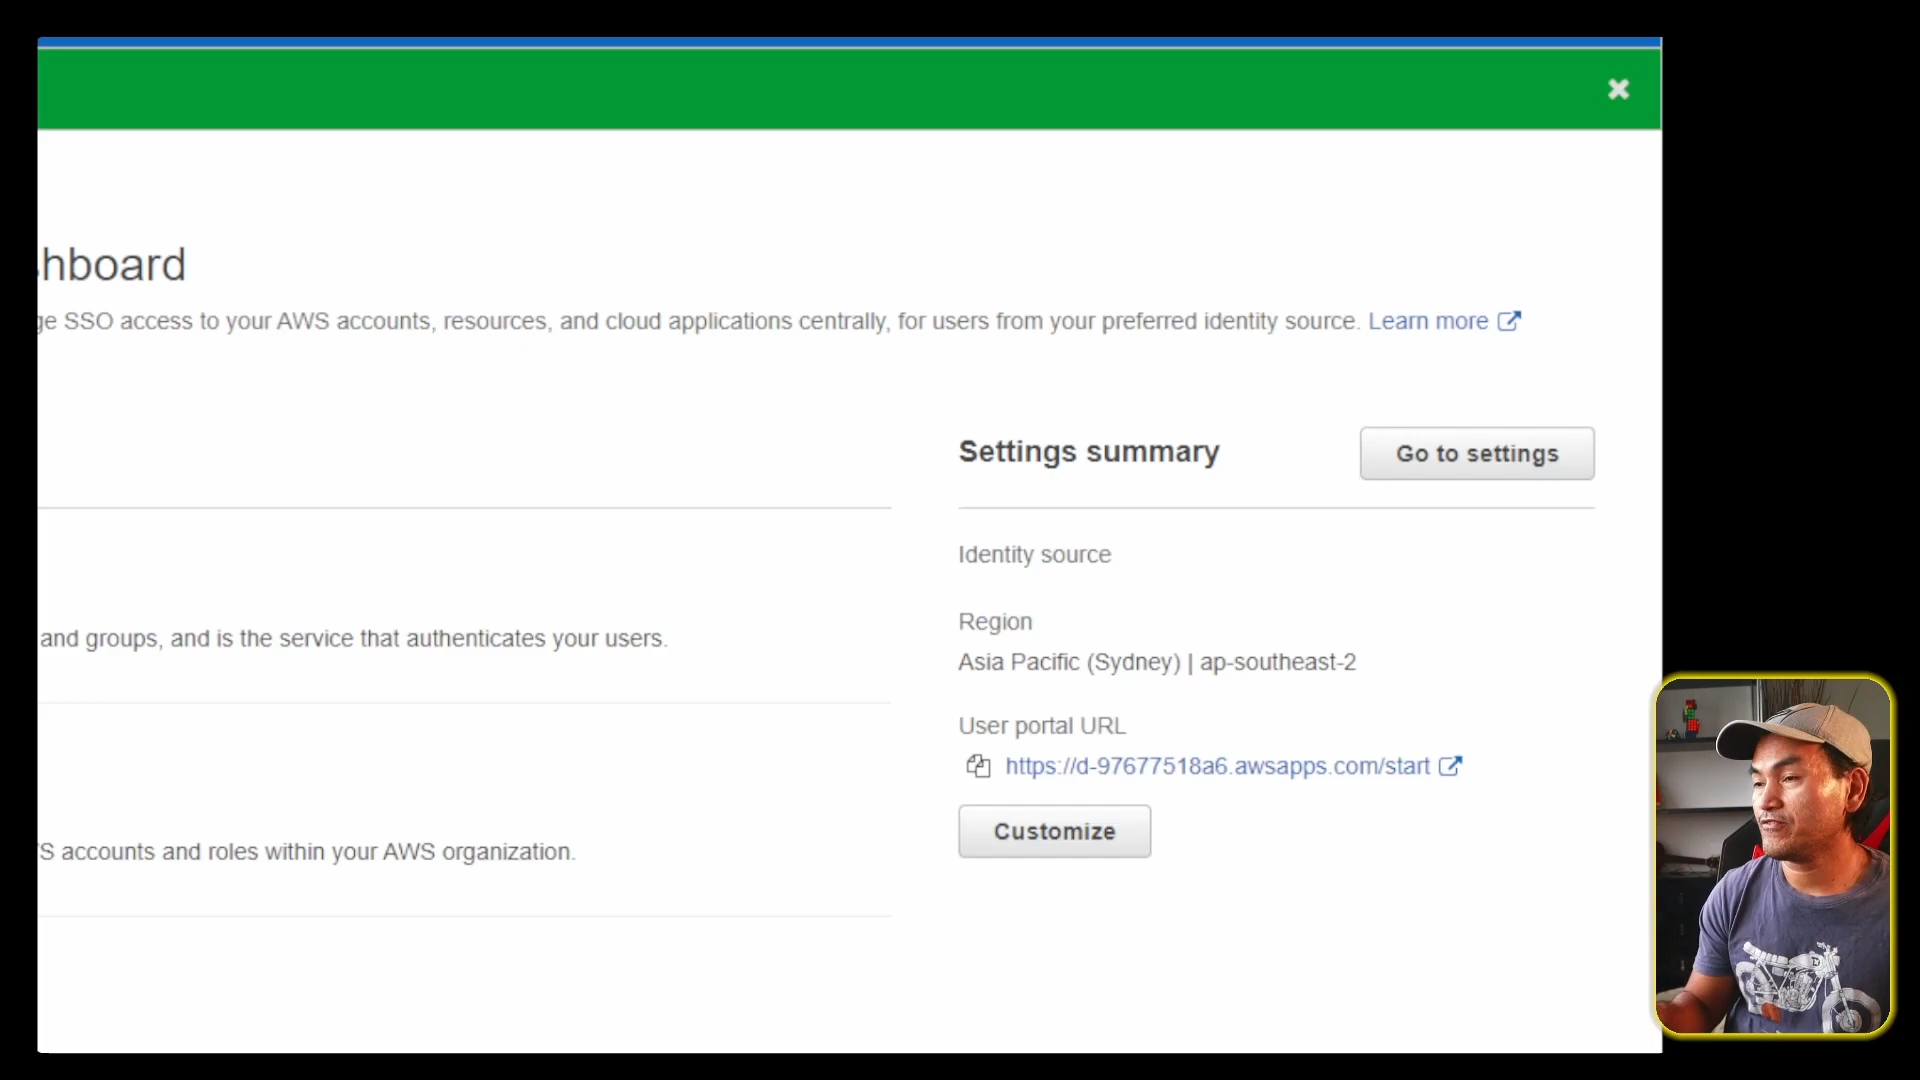 hboard
SSO access to your AWS accounts, resources, and cloud applications centrally, for users from your preferred identity source. Learn more
Settings summary
Go to settings
Identity source
Region
and groups, and is the service that authenticates your users.
Asia Pacific (Sydney) | ap-southeast-2
User portal URL
https://d-97677518a6.awsapps.com/start
Customize
S accounts and roles within your AWS organization.